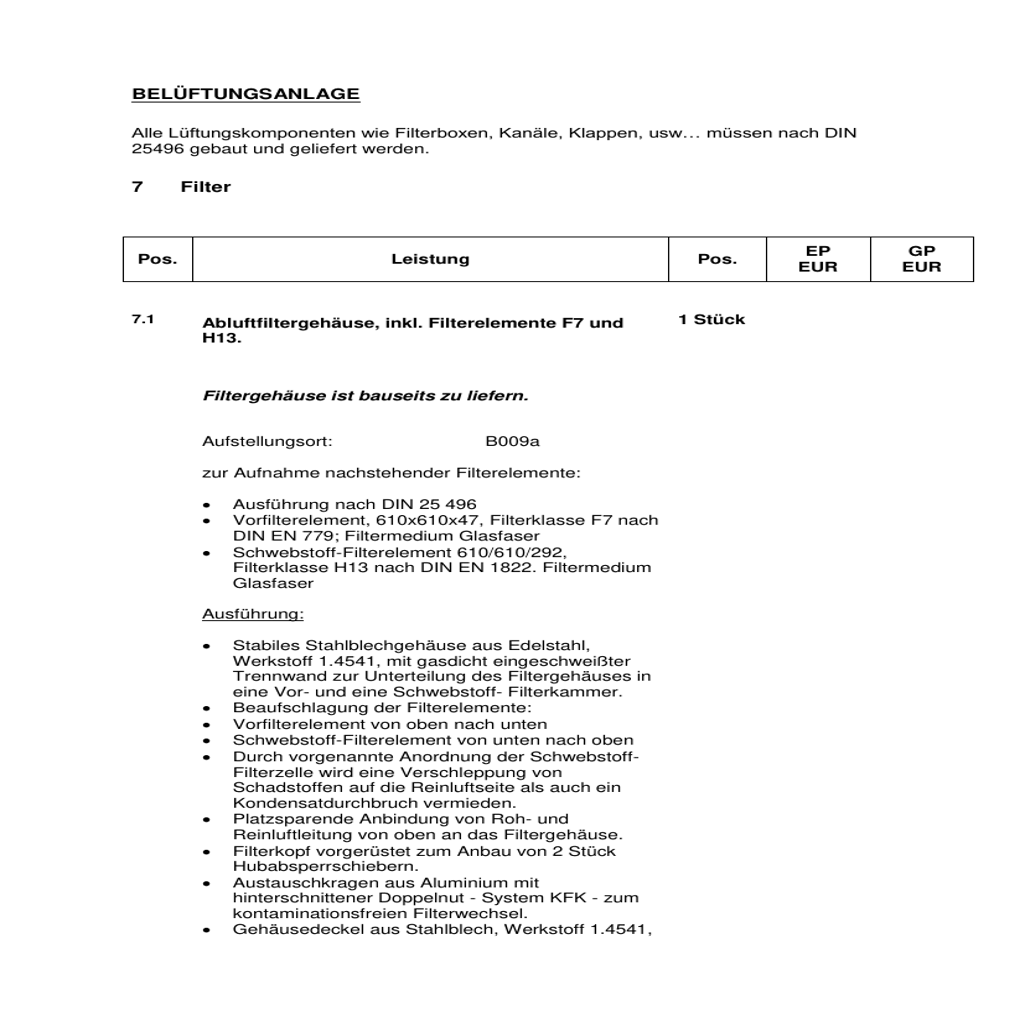 BELÜFTUNGSANLAGE
Alle Lüftungskomponenten wie Filterboxen, Kanäle, Klappen, usw… müssen nach DIN
25496 gebaut und geliefert werden.
7 Filter
Pos. Leistung Pos. EP EUR GP EUR
7.1 Abluftfiltergehäuse, inkl. Filterelemente F7 und 1 Stück
H13.
Filtergehäuse ist bauseits zu liefern.
Aufstellungsort: B009a
zur Aufnahme nachstehender Filterelemente:
• Ausführung nach DIN 25 496
• Vorfilterelement, 610x610x47, Filterklasse F7 nach
DIN EN 779; Filtermedium Glasfaser
• Schwebstoff-Filterelement 610/610/292,
Filterklasse H13 nach DIN EN 1822. Filtermedium
Glasfaser
Ausführung:
• Stabiles Stahlblechgehäuse aus Edelstahl,
Werkstoff 1.4541, mit gasdicht eingeschweißter
Trennwand zur Unterteilung des Filtergehäuses in
eine Vor- und eine Schwebstoff- Filterkammer.
• Beaufschlagung der Filterelemente:
• Vorfilterelement von oben nach unten
• Schwebstoff-Filterelement von unten nach oben
• Durch vorgenannte Anordnung der Schwebstoff-
Filterzelle wird eine Verschleppung von
Schadstoffen auf die Reinluftseite als auch ein
Kondensatdurchbruch vermieden.
• Platzsparende Anbindung von Roh- und
Reinluftleitung von oben an das Filtergehäuse.
• Filterkopf vorgerüstet zum Anbau von 2 Stück
Hubabsperrschiebern.
• Austauschkragen aus Aluminium mit
hinterschnittener Doppelnut - System KFK - zum
kontaminationsfreien Filterwechsel.
• Gehäusedeckel aus Stahlblech, Werkstoff 1.4541,